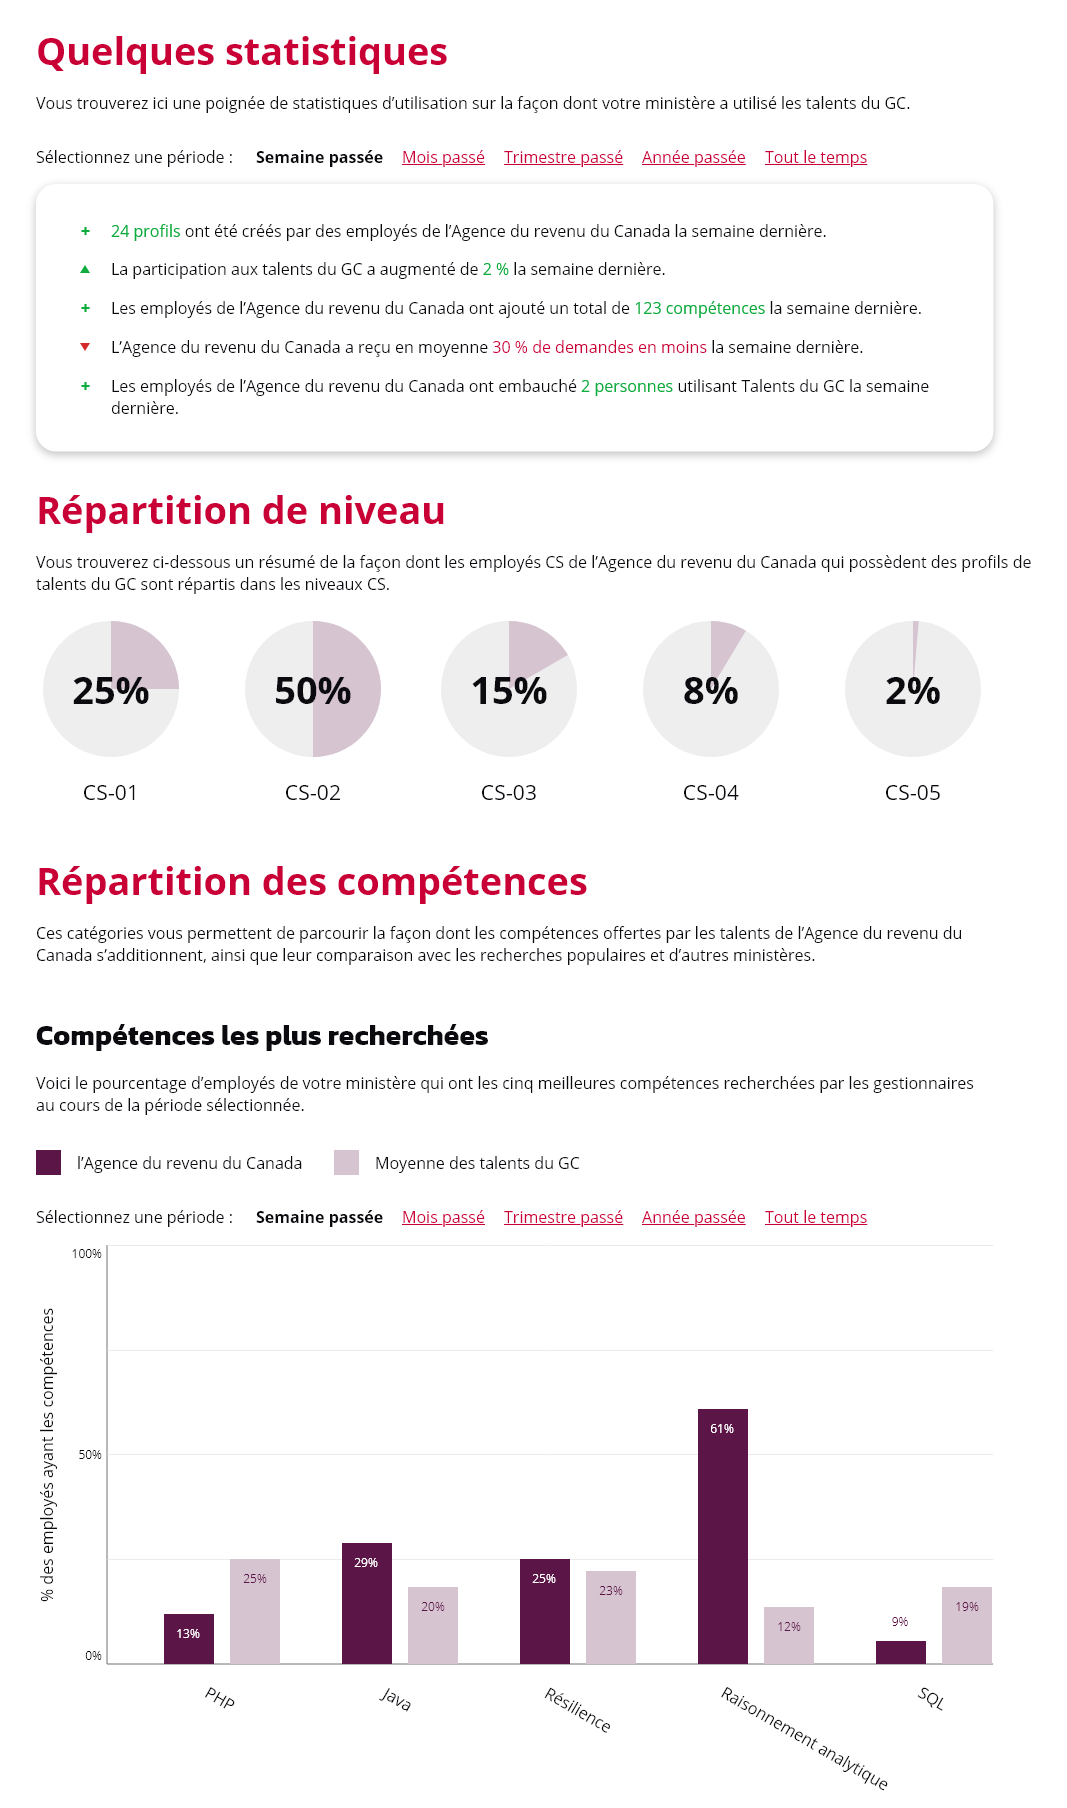 Quelques statistiques
Vous trouverez ici une poignée de statistiques d’utilisation sur la façon dont votre ministère a utilisé les talents du GC.
Sélectionnez une période : Semaine passée Mois passé Trimestre passé Année passée Tout le temps
+ 24 profils ont été créés par des employés de l’Agence du revenu du Canada la semaine dernière.
▲ La participation aux talents du GC a augmenté de 2 % la semaine dernière.
+ Les employés de l’Agence du revenu du Canada ont ajouté un total de 123 compétences la semaine dernière.
▼ L’Agence du revenu du Canada a reçu en moyenne 30 % de demandes en moins la semaine dernière.
+ Les employés de l’Agence du revenu du Canada ont embauché 2 personnes utilisant Talents du GC la semaine
dernière.
Répartition de niveau
Vous trouverez ci-dessous un résumé de la façon dont les employés CS de l’Agence du revenu du Canada qui possèdent des profils de
talents du GC sont répartis dans les niveaux CS.
25% 50% 15% 8% 2%
CS-01 CS-02 CS-03 CS-04 CS-05
Répartition des compétences
Ces catégories vous permettent de parcourir la façon dont les compétences offertes par les talents de l’Agence du revenu du
Canada s’additionnent, ainsi que leur comparaison avec les recherches populaires et d’autres ministères.
Compétences les plus recherchées
Voici le pourcentage d’employés de votre ministère qui ont les cinq meilleures compétences recherchées par les gestionnaires
au cours de la période sélectionnée.
l’Agence du revenu du Canada Moyenne des talents du GC
Sélectionnez une période : Semaine passée Mois passé Trimestre passé Année passée Tout le temps
% des employés ayant les compétences
100%
50%
0%
13% 25% 29% 20% 25% 23% 61% 12% 9% 19%
PHP Java Résilience Raisonnement analytique SQL